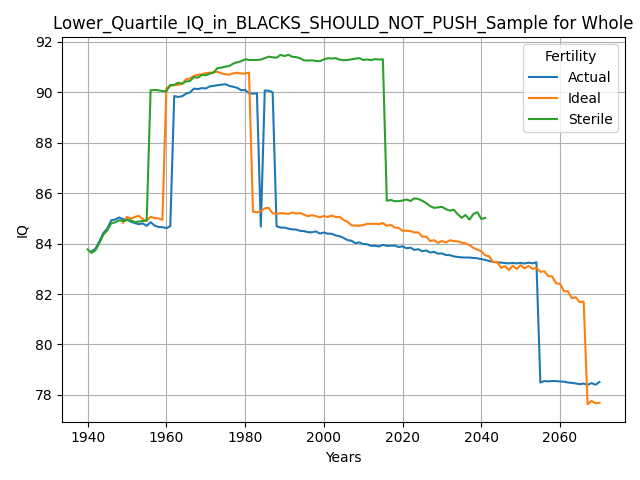 Lower_Quartile_IQ_in_BLACKS_SHOULD_NOT_PUSH_Sample for Whole
Fertility
Actual
Ideal
Sterile
IQ
92
90
88
86
84
82
80
78
1940 1960 1980 2000 2020 2040 2060
Years